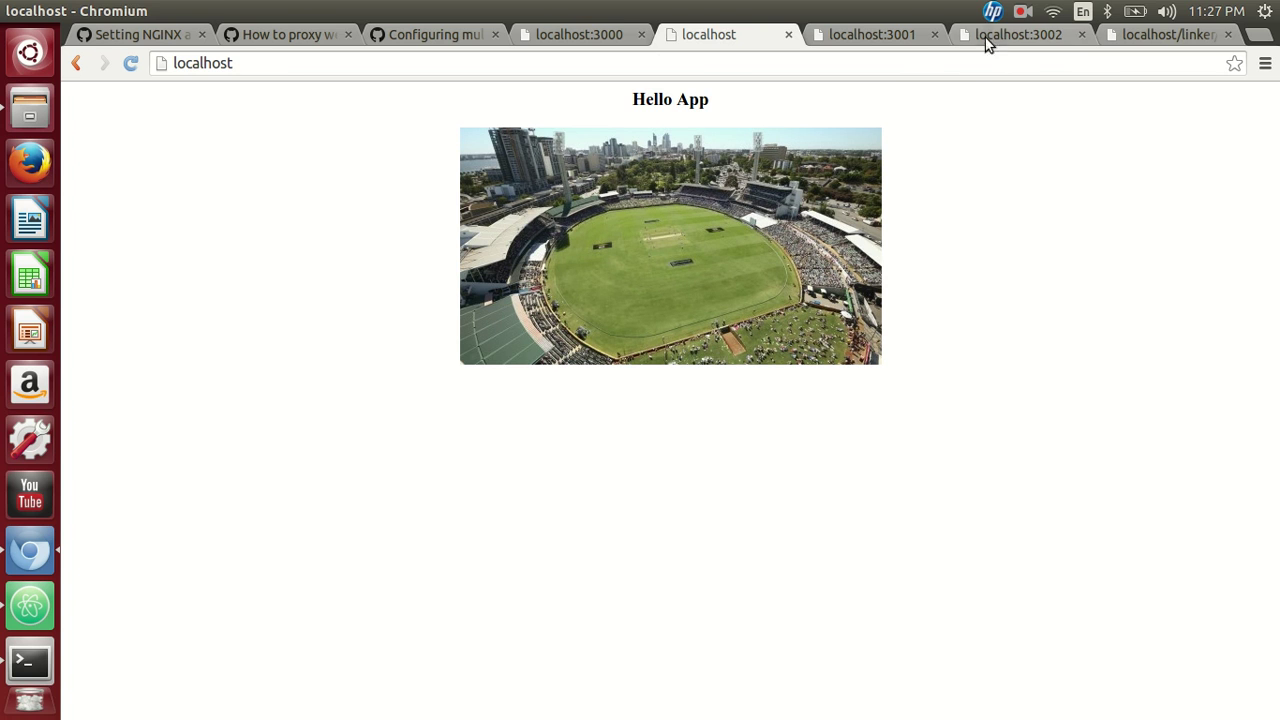 localhost - Chromium
hp
En
11:27 PM
Setting NGINX a
How to proxy w
Configuring mul
localhost:3000
localhost
localhost:3001
localhost:3002
localhost/linker
localhost
Hello App
a
You
Tube
>_